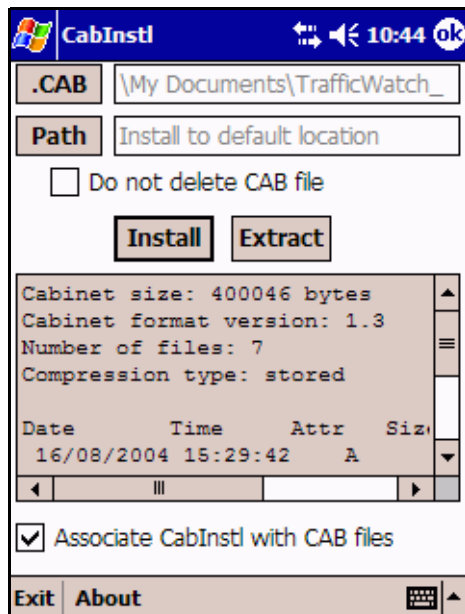 CabInstl 10:44 ok
.CAB \My Documents\TrafficWatch_
Path Install to default location
Do not delete CAB file
Install Extract
Cabinet size: 400046 bytes
Cabinet format version: 1.3
Number of files: 7
Compression type: stored
Date Time Attr Siz
16/08/2004 15:29:42 A
Associate CabInstl with CAB files
Exit About